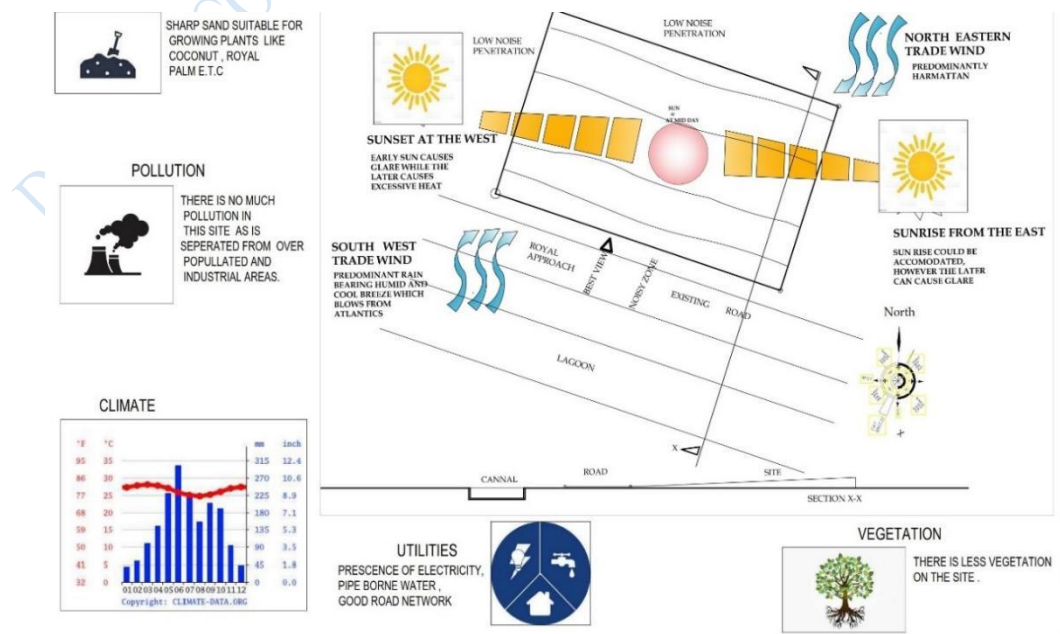 SHARP SAND SUITABLE FOR
GROWING PLANTS LIKE
COCONUT , ROYAL
PALM E.T.C
POLLUTION
THERE IS NO MUCH
POLLUTION IN
THIS SITE AS IS
SEPERATED FROM OVER
POPULLATED AND
INDUSTRIAL AREAS.
CLIMATE
°F °C mm inch
95 35 315 12.4
86 30 270 10.6
77 25 225 8.9
68 20 180 7.1
59 15 135 5.3
50 10 90 3.5
41 5 45 1.8
32 0 0 0.0
01 02 03 04 05 06 07 08 09 10 11 12
Copyright: CLIMATE-DATA.ORG
LOW NOISE
PENETRATION
LOW NOISE
PENETRATION
NORTH EASTERN
TRADE WIND
PREDOMINANTLY
HARMATTAN
SUN
AT MID DAY
SUNSET AT THE WEST
EARLY SUN CAUSES
GLARE WHILE THE
LATER CAUSES
EXCESSIVE HEAT
SUNRISE FROM THE EAST
SUN RISE COULD BE
ACCOMODATED,
HOWEVER THE LATER
CAN CAUSE GLARE
SOUTH WEST
TRADE WIND
PREDOMINANT RAIN
BEARING HUMID AND
COOL BREEZE WHICH
BLOWS FROM
ATLANTICS
ROYAL
APPROACH
BEST VIEW
NOISY ZONE
EXISTING ROAD
LAGOON
North
X
X
CANNAL
ROAD
SITE
SECTION X-X
UTILITIES
PRESCENCE OF ELECTRICITY,
PIPE BORNE WATER ,
GOOD ROAD NETWORK
VEGETATION
THERE IS LESS VEGETATION
ON THE SITE .